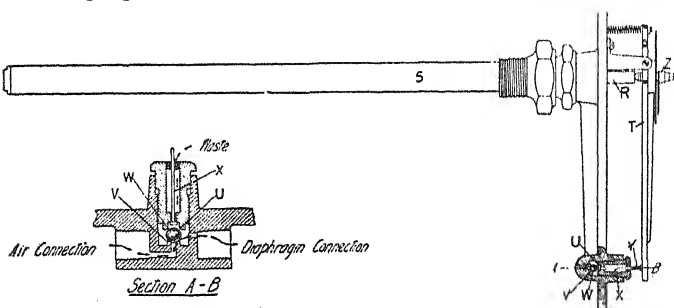 S
Z
R
T
Waste
W
X
V
U
Air Connection
Diaphragm Connection
Section A-B
U
Y
B
V
W
X